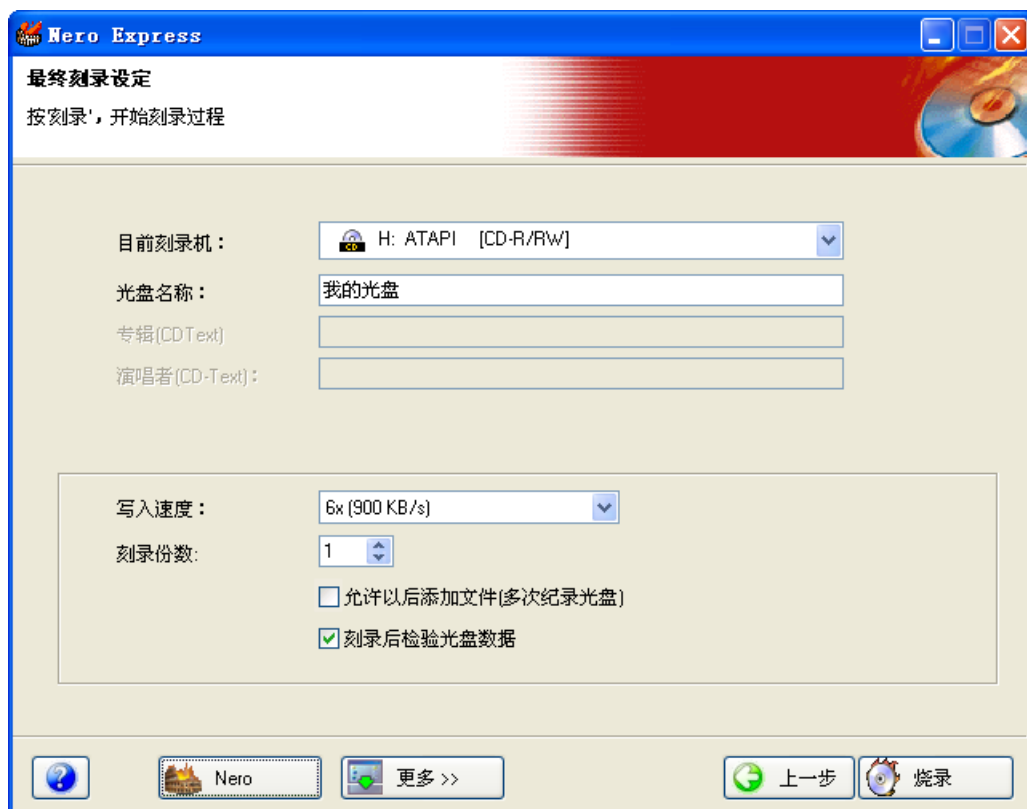 Nero Express
最终刻录设定
按'刻录', 开始刻录过程
目前刻录机：
H: ATAPI [CD-R/RW]
光盘名称：
我的光盘
专辑(CDText)
演唱者(CD-Text)：
写入速度：
6x (900 KB/s)
刻录份数:
1
允许以后添加文件(多次纪录光盘)
刻录后检验光盘数据
Nero
更多 >>
上一步
烧录